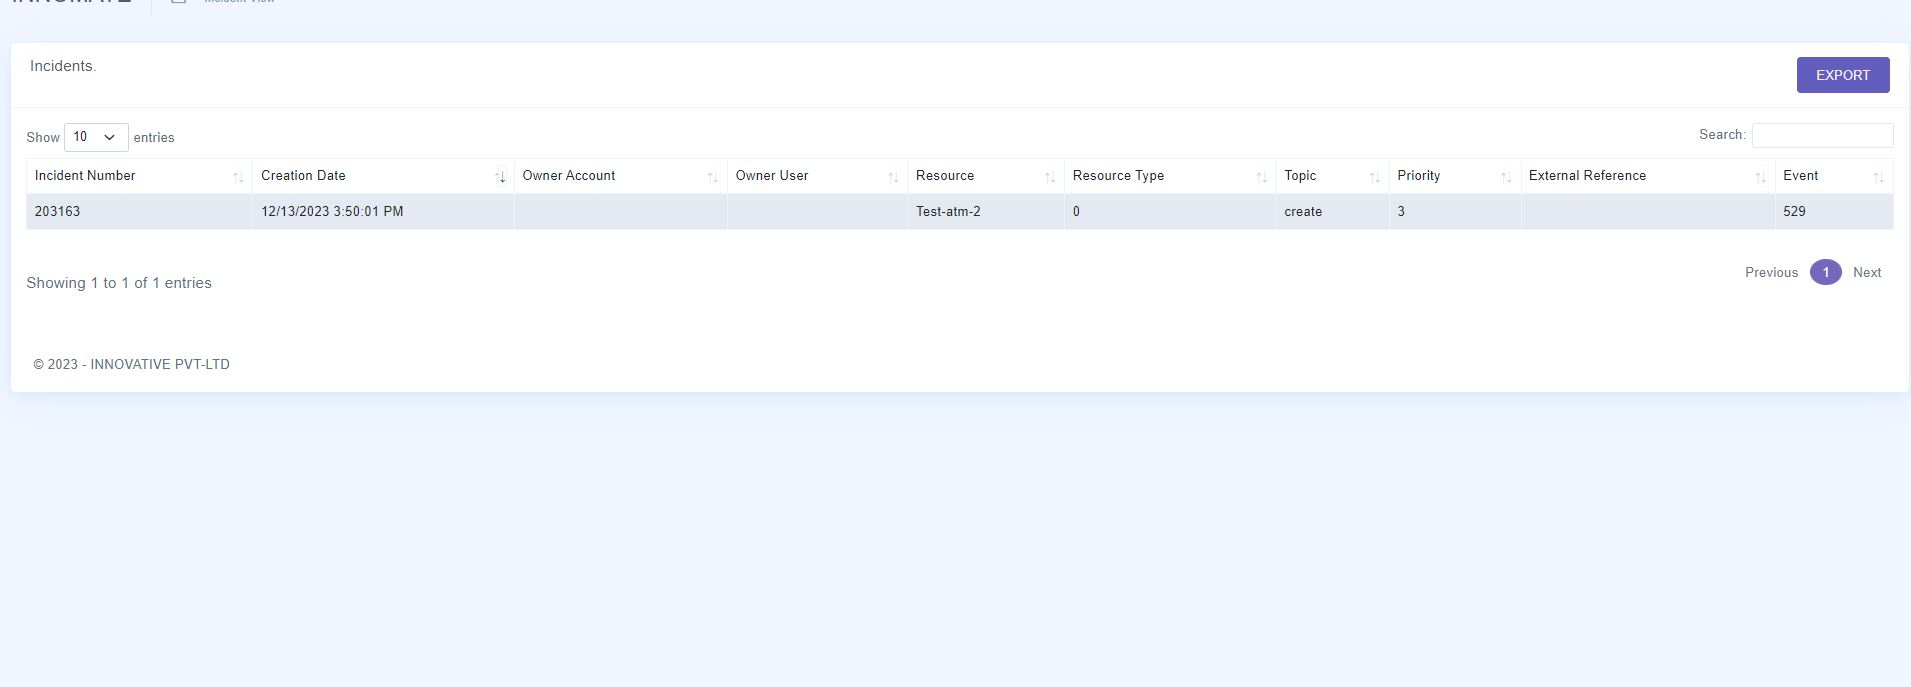 Incident View
Incidents.
EXPORT
Show 10 entries
Search:
Incident Number Creation Date Owner Account Owner User Resource Resource Type Topic Priority External Reference Event
203163 12/13/2023 3:50:01 PM Test-atm-2 0 create 3 529
Showing 1 to 1 of 1 entries
Previous 1 Next
© 2023 - INNOVATIVE PVT-LTD